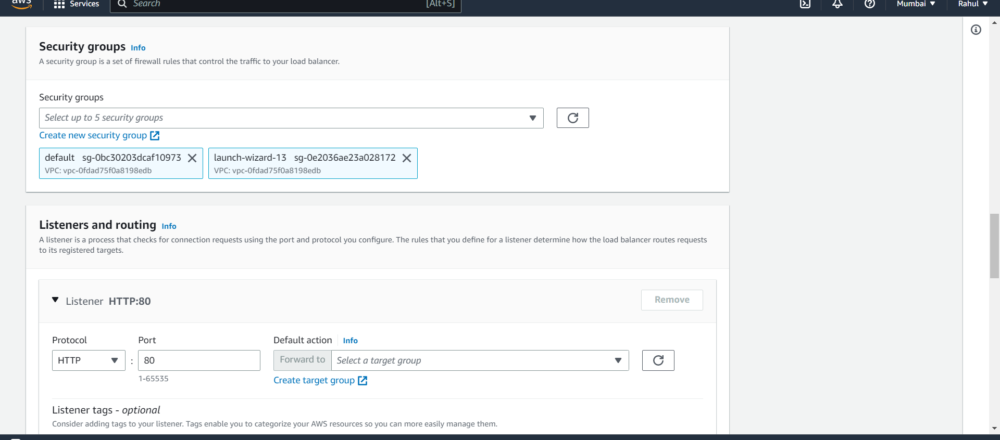 aws Services Search [Alt+S] Mumbai Rahul
Security groups Info
A security group is a set of firewall rules that control the traffic to your load balancer.
Security groups
Select up to 5 security groups
Create new security group
default sg-0bc30203dcaf10973
VPC: vpc-0fdad75f0a8198edb
launch-wizard-13 sg-0e2036ae23a028172
VPC: vpc-0fdad75f0a8198edb
Listeners and routing Info
A listener is a process that checks for connection requests using the port and protocol you configure. The rules that you define for a listener determine how the load balancer routes requests
to its registered targets.
Listener HTTP:80
Remove
Protocol Port Default action Info
HTTP : 80 Forward to Select a target group
1-65535
Create target group
Listener tags - optional
Consider adding tags to your listener. Tags enable you to categorize your AWS resources so you can more easily manage them.